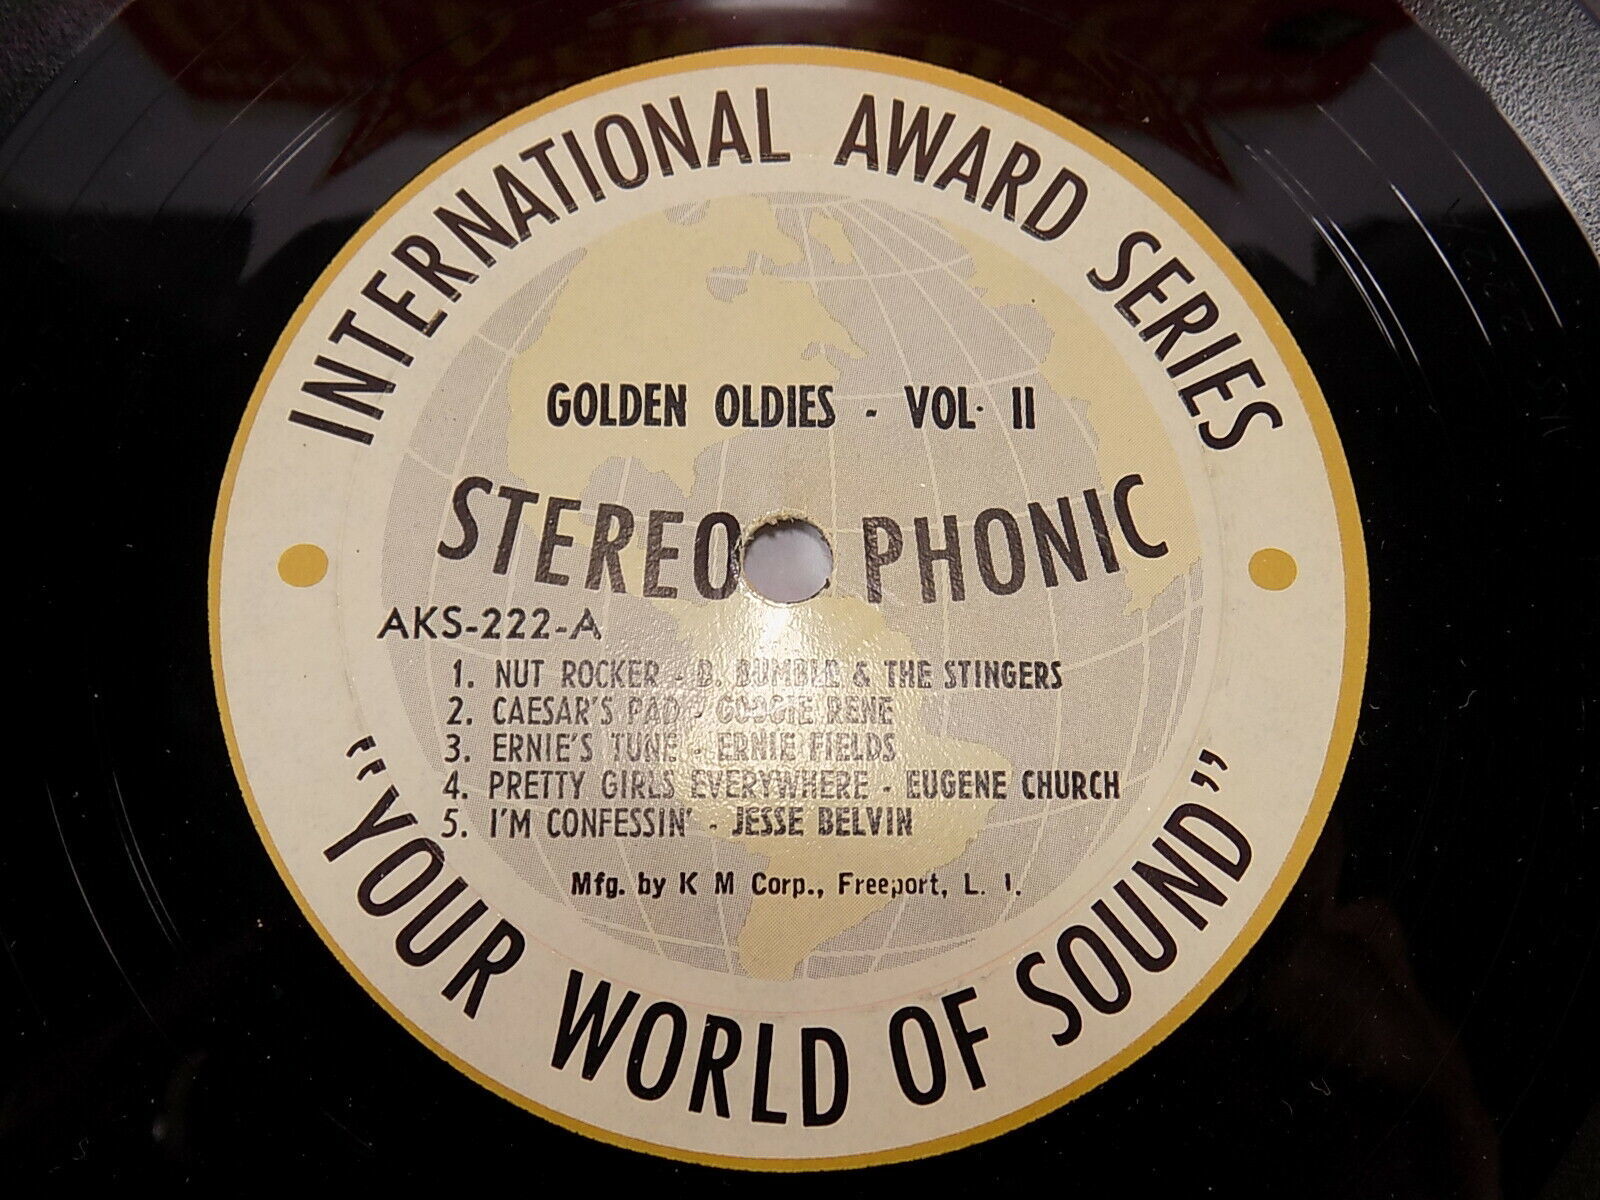 INTERNATIONAL AWARD SERIES
GOLDEN OLDIES - VOL. II
STEREO PHONIC
AKS-222-A
1. NUT ROCKER - B. BUMBLE & THE STINGERS
2. CAESAR'S PAD - GOOGIE RENE
3. ERNIE'S TUNE - ERNIE FIELDS
4. PRETTY GIRLS EVERYWHERE - EUGENE CHURCH
5. I'M CONFESSIN' - JESSE BELVIN
Mfg. by K M Corp., Freeport, L. I.
"YOUR WORLD OF SOUND"